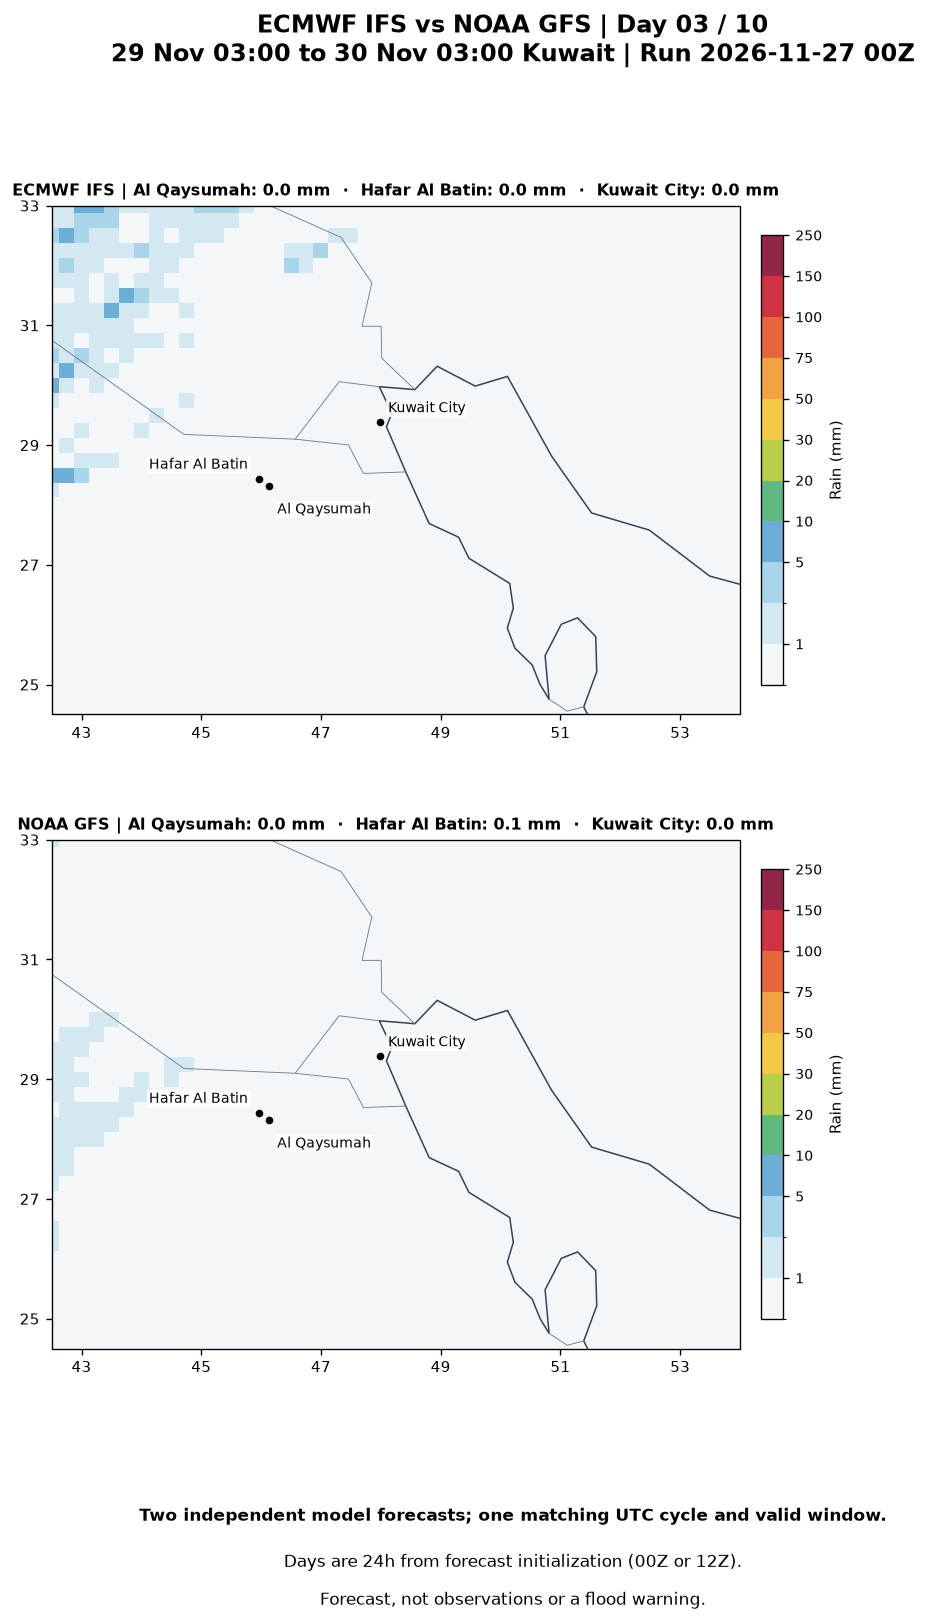 ECMWF IFS vs NOAA GFS | Day 03 / 10
29 Nov 03:00 to 30 Nov 03:00 Kuwait | Run 2026-11-27 00Z
ECMWF IFS | Al Qaysumah: 0.0 mm · Hafar Al Batin: 0.0 mm · Kuwait City: 0.0 mm
33
31
29
27
25
43 45 47 49 51 53
Kuwait City
Hafar Al Batin
Al Qaysumah
250
150
100
75
50
30
20
10
5
1
Rain (mm)
NOAA GFS | Al Qaysumah: 0.0 mm · Hafar Al Batin: 0.1 mm · Kuwait City: 0.0 mm
33
31
29
27
25
43 45 47 49 51 53
Kuwait City
Hafar Al Batin
Al Qaysumah
250
150
100
75
50
30
20
10
5
1
Rain (mm)
Two independent model forecasts; one matching UTC cycle and valid window.
Days are 24h from forecast initialization (00Z or 12Z).
Forecast, not observations or a flood warning.